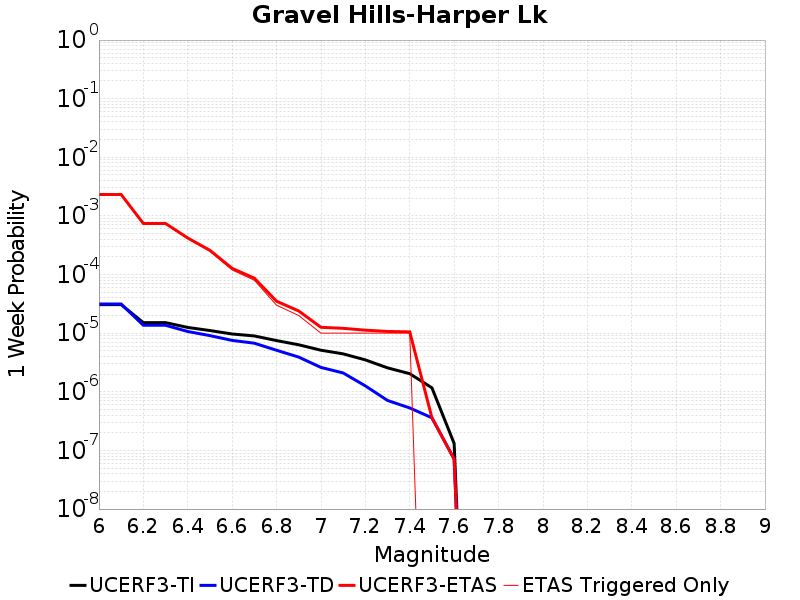 Gravel Hills-Harper Lk
1 Week Probability
10^0
10^-1
10^-2
10^-3
10^-4
10^-5
10^-6
10^-7
10^-8
6 6.2 6.4 6.6 6.8 7 7.2 7.4 7.6 7.8 8 8.2 8.4 8.6 8.8 9
Magnitude
UCERF3-TI UCERF3-TD UCERF3-ETAS ETAS Triggered Only